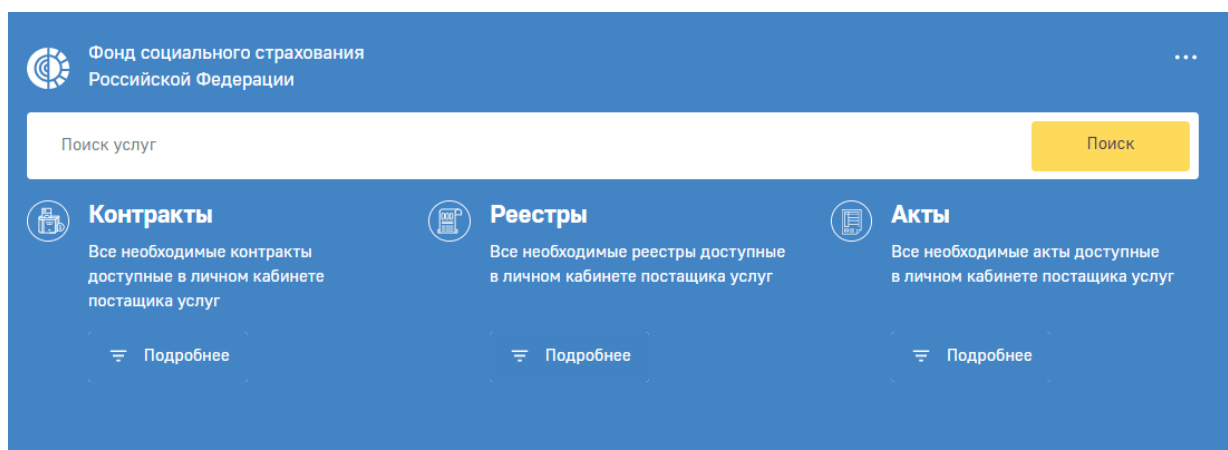 Фонд социального страхования
Российской Федерации
Поиск услуг
Поиск
Контракты
Все необходимые контракты
доступные в личном кабинете
постащика услуг
Подробнее
Реестры
Все необходимые реестры доступные
в личном кабинете постащика услуг
Подробнее
Акты
Все необходимые акты доступные
в личном кабинете постащика услуг
Подробнее